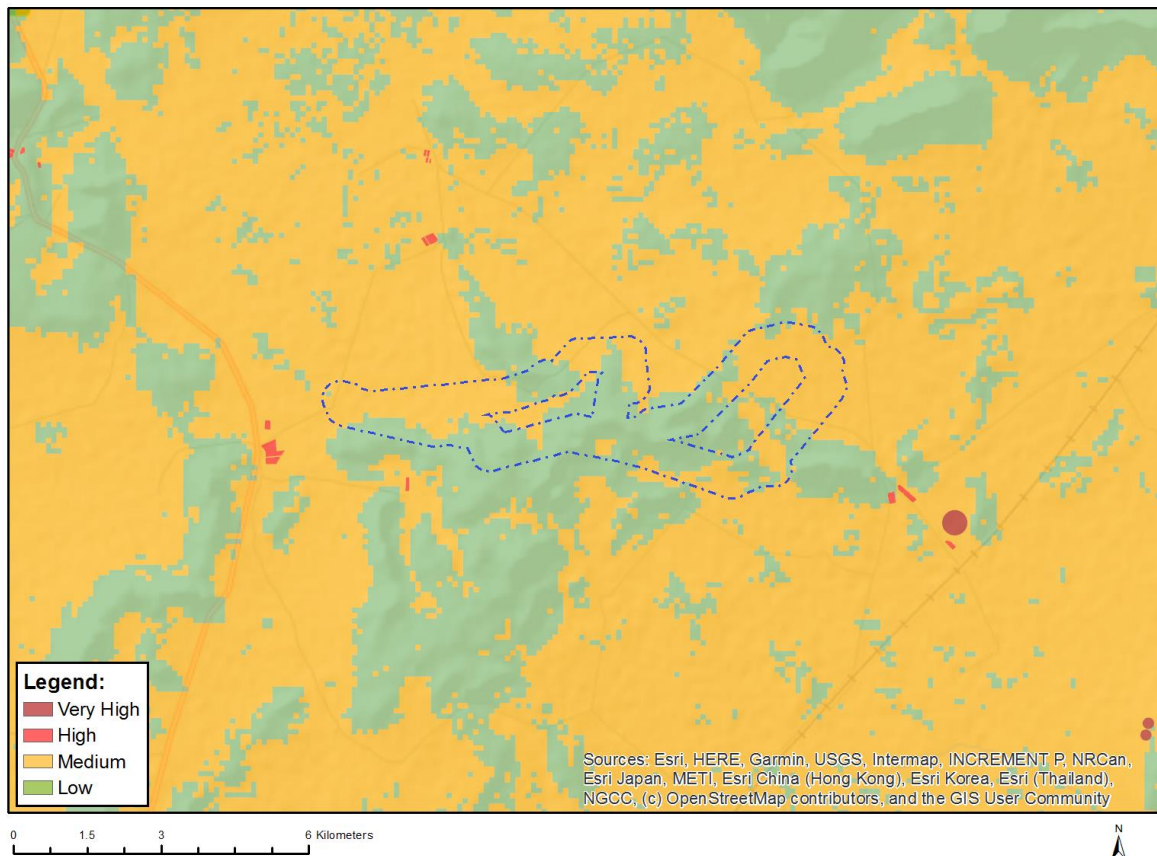 Legend:
Very High
High
Medium
Low
Sources: Esri, HERE, Garmin, USGS, Intermap, INCREMENT P, NRCan,
Esri Japan, METI, Esri China (Hong Kong), Esri Korea, Esri (Thailand),
NGCC, (c) OpenStreetMap contributors, and the GIS User Community
0 1.5 3 6 Kilometers
N